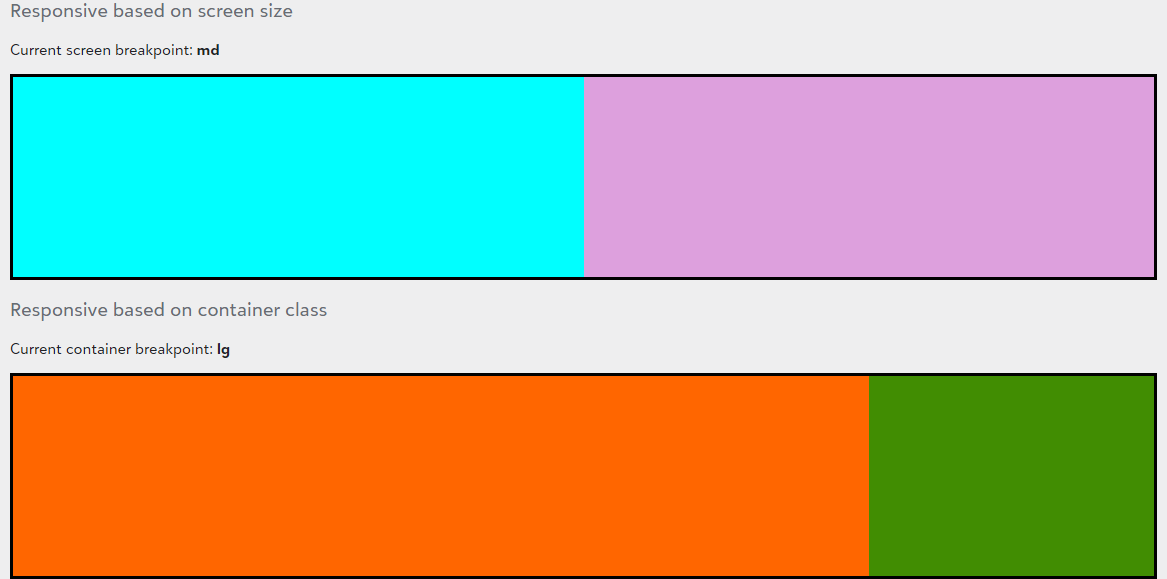 Responsive based on screen size
Current screen breakpoint: md
Responsive based on container class
Current container breakpoint: lg